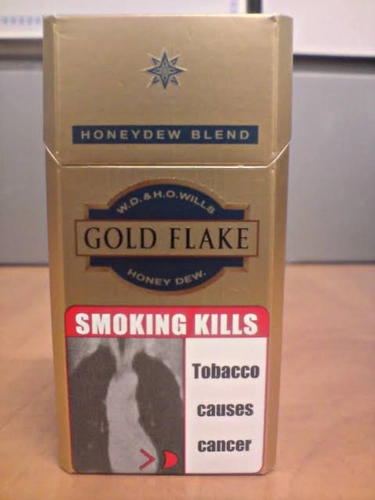 HONEYDEW BLEND
W.D.&H.O.WILLS
GOLD FLAKE
HONEY DEW.
SMOKING KILLS
Tobacco
causes
cancer